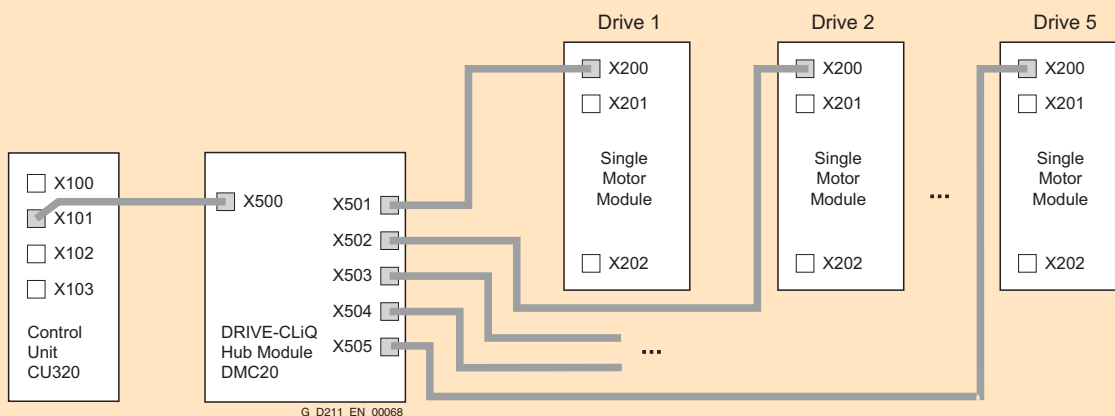 Drive 1
Drive 2
Drive 5
X200
X201
Single
Motor
Module
X202
X200
X201
Single
Motor
Module
X202
...
X200
X201
Single
Motor
Module
X202
X100
X101
X102
X103
Control
Unit
CU320
X500
X501
X502
X503
X504
X505
DRIVE-CLiQ
Hub Module
DMC20
...
G_D211_EN_00068